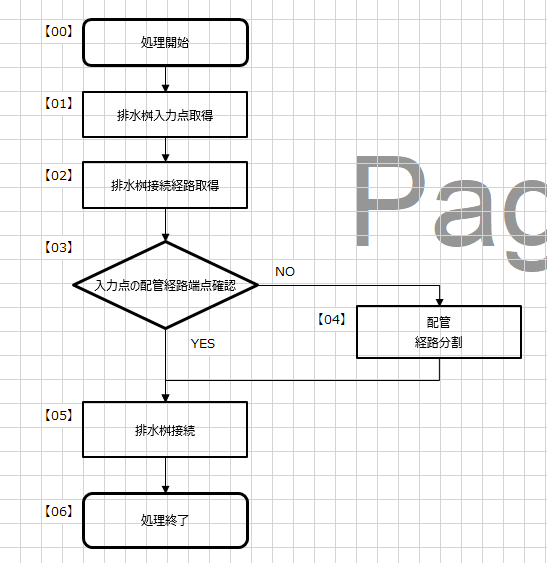 【00】
処理開始
【01】
排水桝入力点取得
【02】
排水桝接続経路取得
【03】
入力点の配管経路端点確認
NO
【04】
配管
経路分割
YES
【05】
排水桝接続
【06】
処理終了
Pag